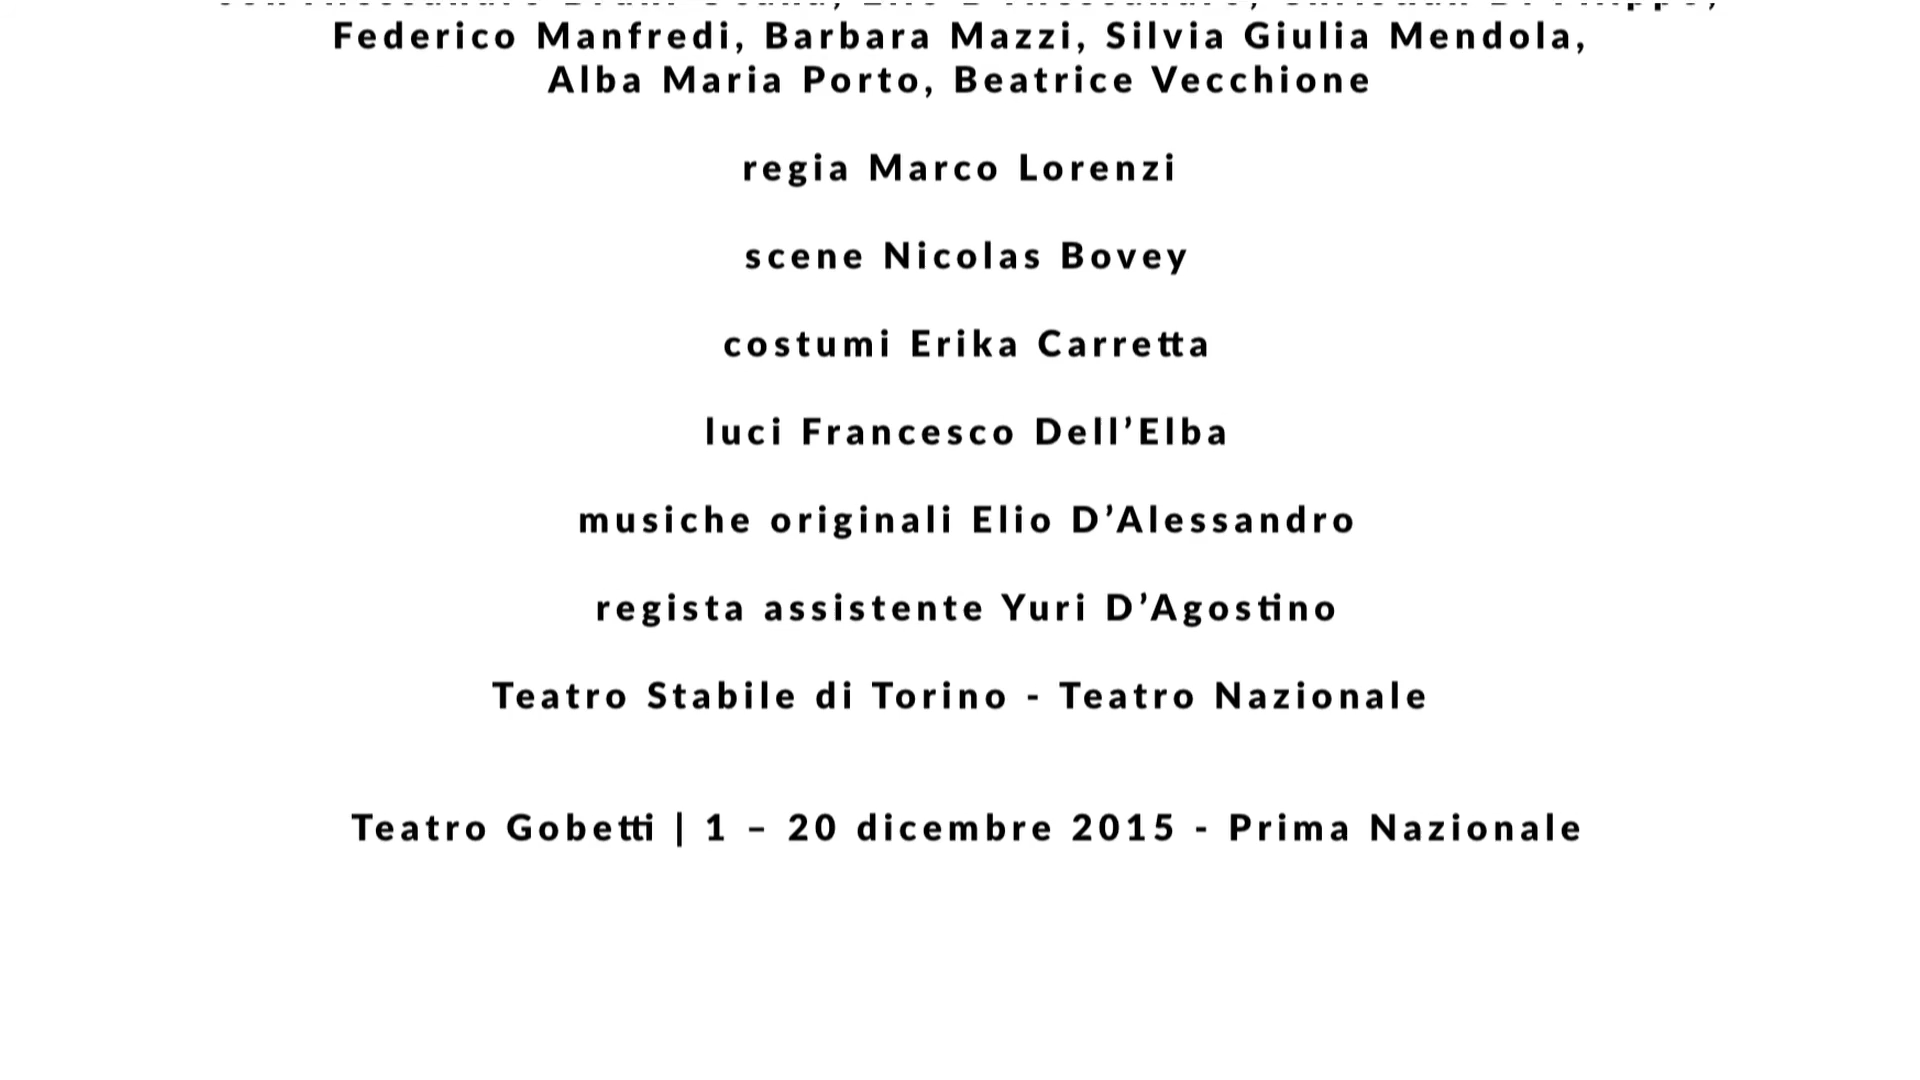 Federico Manfredi, Barbara Mazzi, Silvia Giulia Mendola,
Alba Maria Porto, Beatrice Vecchione
regia Marco Lorenzi
scene Nicolas Bovey
costumi Erika Carretta
luci Francesco Dell’Elba
musiche originali Elio D’Alessandro
regista assistente Yuri D’Agostino
Teatro Stabile di Torino - Teatro Nazionale
Teatro Gobetti | 1 – 20 dicembre 2015 - Prima Nazionale